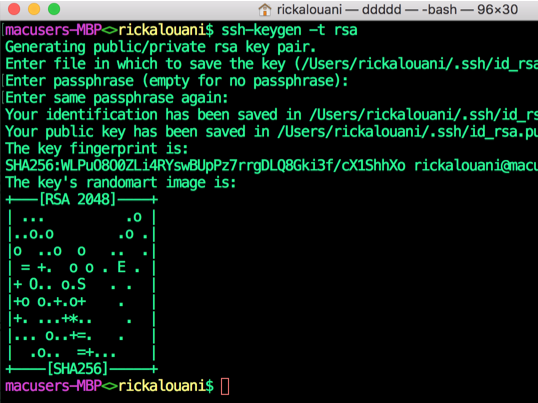 rickalouani — ddddd — -bash — 96×30
macusers-MBP<>rickalouani$ ssh-keygen -t rsa
Generating public/private rsa key pair.
Enter file in which to save the key (/Users/rickalouani/.ssh/id_rsa
Enter passphrase (empty for no passphrase):
Enter same passphrase again:
Your identification has been saved in /Users/rickalouani/.ssh/id_rs
Your public key has been saved in /Users/rickalouani/.ssh/id_rsa.pu
The key fingerprint is:
SHA256:WLPuO8O0ZLi4RYswBUpPz7rrgDLQ8Gki3f/cX1ShhXo rickalouani@macu
The key's randomart image is:
+---[RSA 2048]----+
| ...          .o |
|..o.o        .o .|
|o  ..o  o   ..  .|
| = +.  o o . E . |
|+ O.. o.S   . .  |
|+o o.+.o+    .   |
|+. ...+*..    .  |
|... o..+=.   .   |
|  .o..  =+...    |
+----[SHA256]-----+
macusers-MBP<>rickalouani$